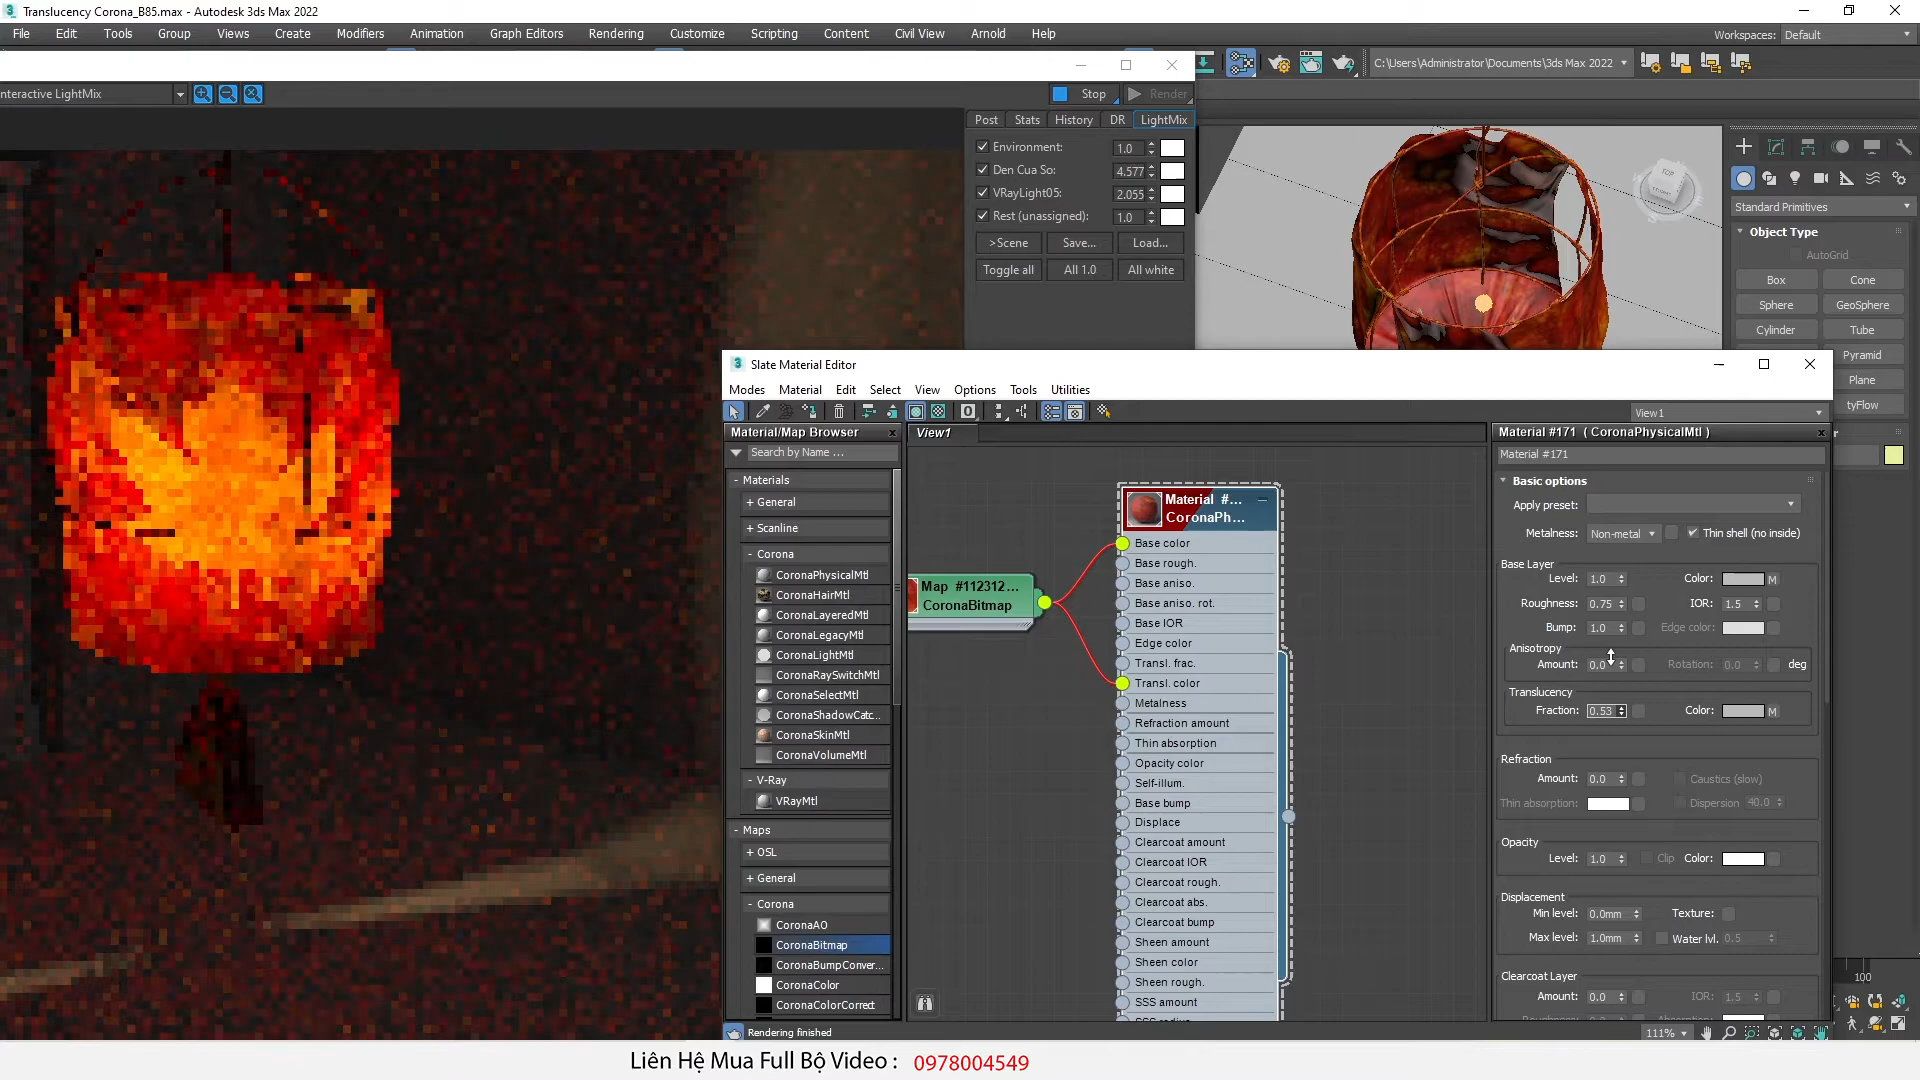 Translucency Corona_B85.max - Autodesk 3ds Max 2022
File Edit Tools Group Views Create Modifiers Animation Graph Editors Rendering Customize Scripting Content Civil View Arnold Help
Workspaces: Default
C:\Users\Administrator\Documents\3ds Max 2022
nteractive LightMix
Stop Render
Post Stats History DR LightMix
Environment: 1.0
Den Cua So: 4.577
VRayLight05: 2.055
Rest (unassigned): 1.0
>Scene Save... Load...
Toggle all All 1.0 All white
TOP
Standard Primitives
Object Type
AutoGrid
Box Cone
Sphere GeoSphere
Cylinder Tube
Pyramid
Plane
tyFlow
Slate Material Editor
Modes Material Edit Select View Options Tools Utilities
View1
Material/Map Browser
Search by Name ...
- Materials
+ General
+ Scanline
- Corona
CoronaPhysicalMtl
CoronaHairMtl
CoronaLayeredMtl
CoronaLegacyMtl
CoronaLightMtl
CoronaRaySwitchMtl
CoronaSelectMtl
CoronaShadowCatc...
CoronaSkinMtl
CoronaVolumeMtl
- V-Ray
VRayMtl
- Maps
+ OSL
+ General
- Corona
CoronaAO
CoronaBitmap
CoronaBumpConver...
CoronaColor
CoronaColorCorrect
View1
Map #112312...
CoronaBitmap
Material #...
CoronaPh...
Base color
Base rough.
Base aniso.
Base aniso. rot.
Base IOR
Edge color
Transl. frac.
Transl. color
Metalness
Refraction amount
Thin absorption
Opacity color
Self-illum.
Base bump
Displace
Clearcoat amount
Clearcoat IOR
Clearcoat rough.
Clearcoat abs.
Clearcoat bump
Sheen amount
Sheen color
Sheen rough.
SSS amount
Material #171 ( CoronaPhysicalMtl )
Material #171
Basic options
Apply preset:
Metalness: Non-metal Thin shell (no inside)
Base Layer
Level: 1.0 Color: M
Roughness: 0.75 IOR: 1.5
Bump: 1.0 Edge color:
Anisotropy
Amount: 0.0 Rotation: 0.0 deg
Translucency
Fraction: 0.53 Color: M
Refraction
Amount: 0.0 Caustics (slow)
Thin absorption: Dispersion 40.0
Opacity
Level: 1.0 Clip Color:
Displacement
Min level: 0.0mm Texture:
Max level: 1.0mm Water lvl. 0.5
Clearcoat Layer
Amount: 0.0 IOR: 1.5
100
Rendering finished
111%
Liên Hệ Mua Full Bộ Video : 0978004549